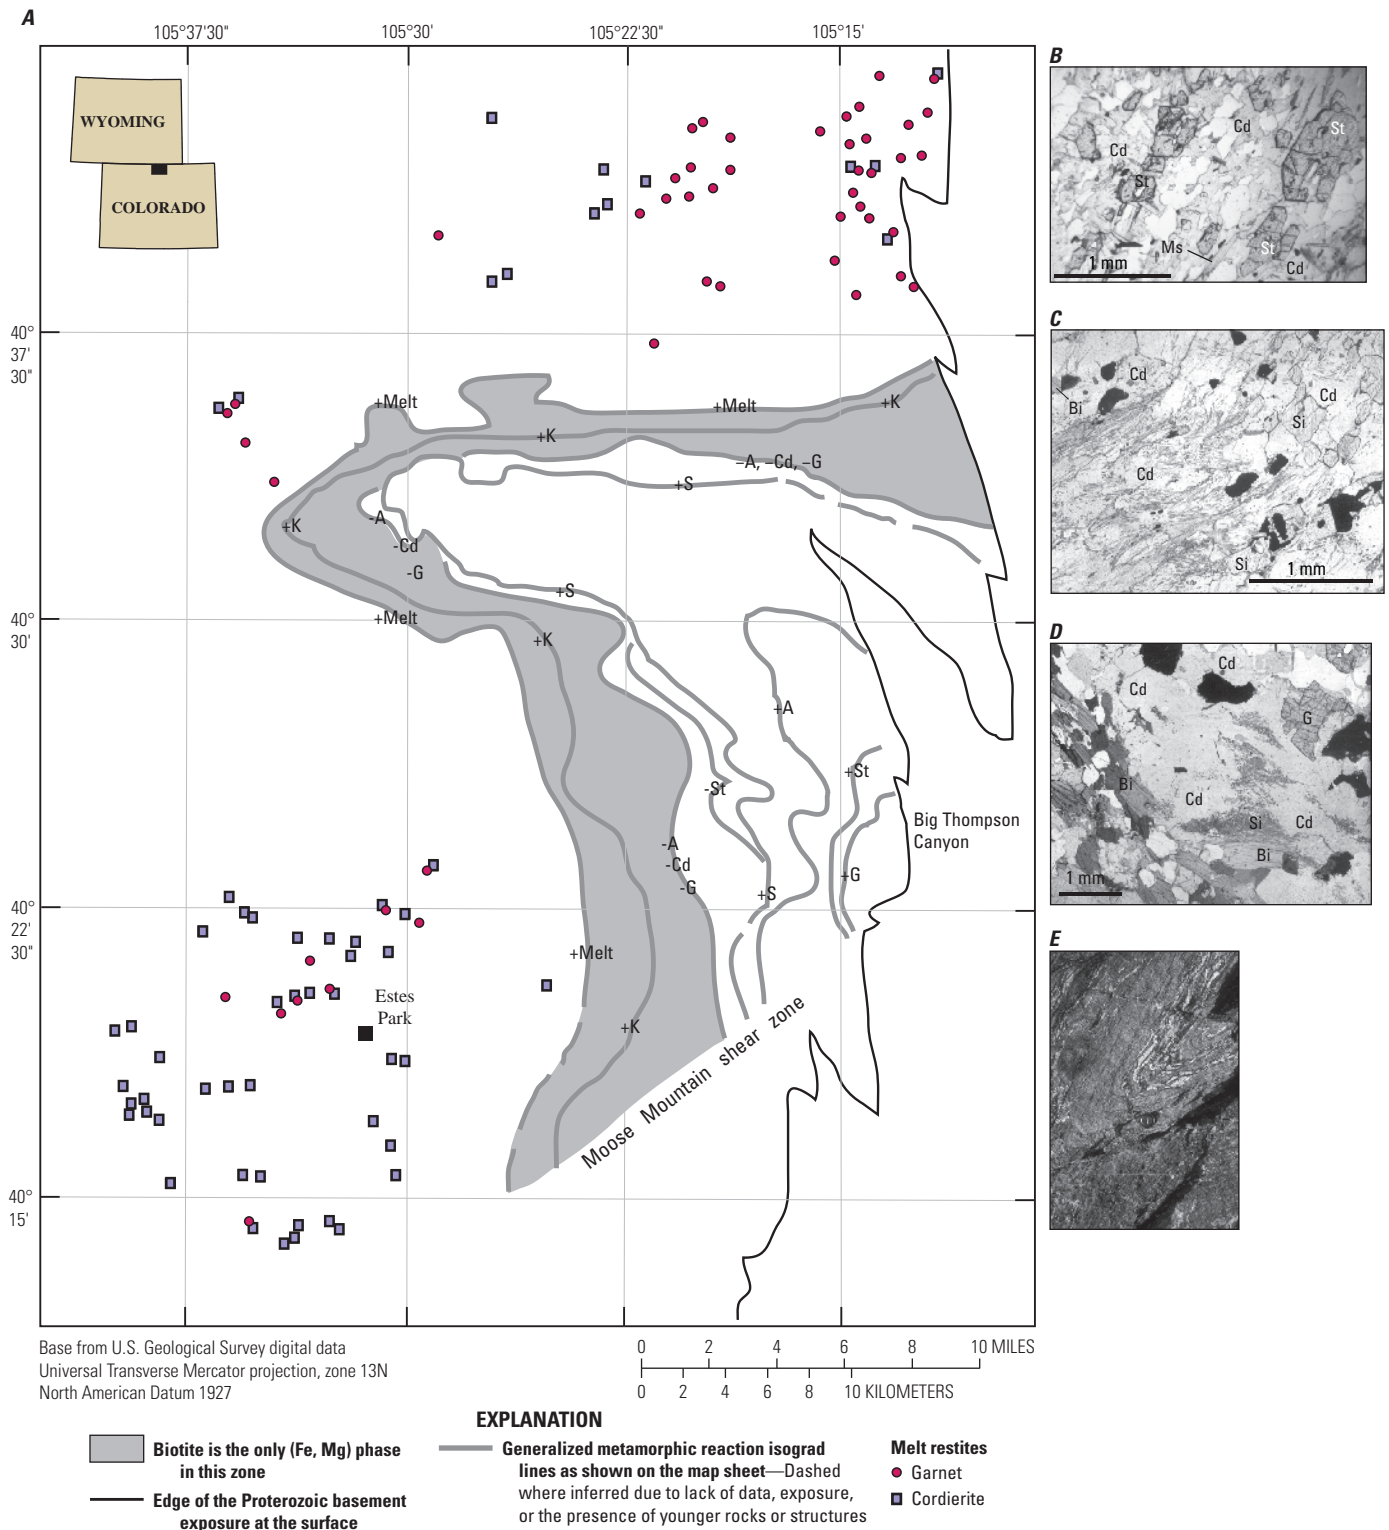 A
105°37'30"
105°30'
105°22'30"
105°15'
WYOMING
COLORADO
40°
37'
30"
+Melt
+Melt
+K
+K
–A, –Cd, –G
+S
+K
-A
-Cd
-G
+S
40°
30'
+Melt
+K
+A
+St
-St
Big Thompson
Canyon
-A
-Cd
-G
+G
+S
40°
22'
30"
+Melt
Estes
Park
+K
Moose Mountain shear zone
40°
15'
B
Cd
St
Cd
St
Ms
St
Cd
1 mm
C
Cd
Bi
Cd
Si
Cd
Si
1 mm
D
Cd
Cd
G
Bi
Cd
Si
Cd
Bi
1 mm
E
Base from U.S. Geological Survey digital data
Universal Transverse Mercator projection, zone 13N
North American Datum 1927
0 2 4 6 8 10 MILES
0 2 4 6 8 10 KILOMETERS
EXPLANATION
Biotite is the only (Fe, Mg) phase
in this zone
Edge of the Proterozoic basement
exposure at the surface
Generalized metamorphic reaction isograd
lines as shown on the map sheet—Dashed
where inferred due to lack of data, exposure,
or the presence of younger rocks or structures
Melt restites
Garnet
Cordierite